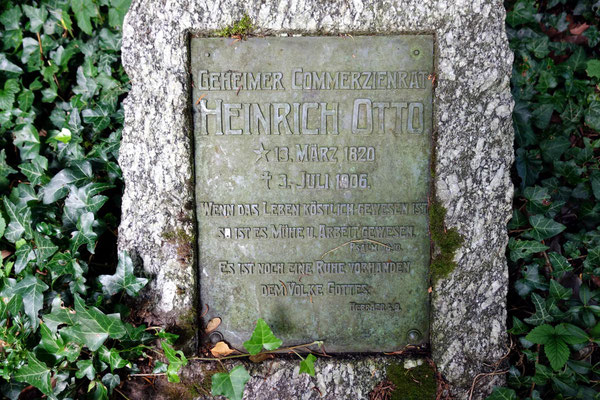 GEHEIMER COMMERZIENRAT
HEINRICH OTTO
☆ 19. MÄRZ 1820
† 3. JULI 1906.
WENN DAS LEBEN KÖSTLICH GEWESEN IST
SO IST ES MÜHE U. ARBEIT GEWESEN.
ES IST NOCH EINE RUHE VORHANDEN
DEM VOLKE GOTTES.